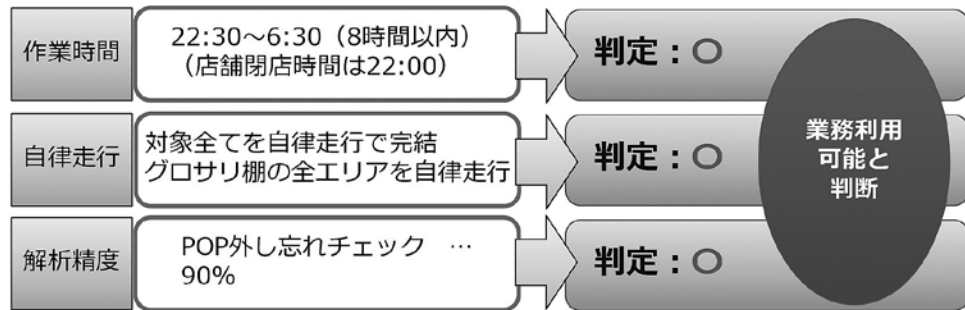 作業時間
22:30～6:30（8時間以内）
（店舗閉店時間は22:00）
判定：〇
自律走行
対象全てを自律走行で完結
グロサリ棚の全エリアを自律走行
判定：〇
解析精度
POP外し忘れチェック　…
90%
判定：〇
業務利用
可能と
判断